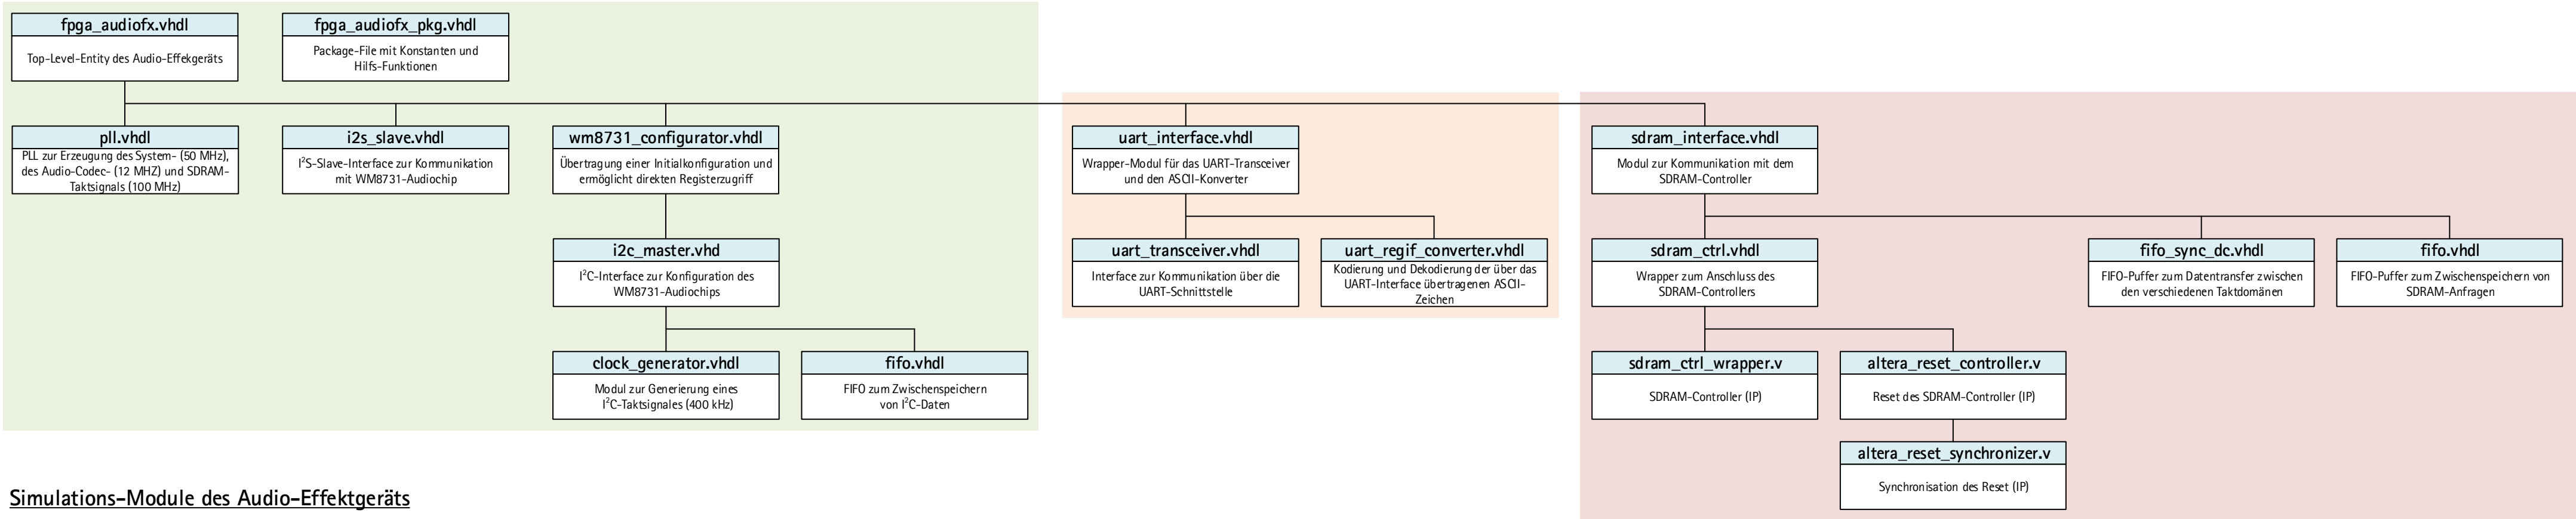 fpga_audiofx.vhdl
Top-Level-Entity des Audio-Effekgeräts
fpga_audiofx_pkg.vhdl
Package-File mit Konstanten und
Hilfs-Funktionen
pll.vhdl
PLL zur Erzeugung des System- (50 MHz),
des Audio-Codec- (12 MHZ) und SDRAM-
Taktsignals (100 MHz)
i2s_slave.vhdl
I²S-Slave-Interface zur Kommunikation
mit WM8731-Audiochip
wm8731_configurator.vhdl
Übertragung einer Initialkonfiguration und
ermöglicht direkten Registerzugriff
uart_interface.vhdl
Wrapper-Modul für das UART-Transceiver
und den ASCII-Konverter
sdram_interface.vhdl
Modul zur Kommunikation mit dem
SDRAM-Controller
i2c_master.vhd
I²C-Interface zur Konfiguration des
WM8731-Audiochips
uart_transceiver.vhdl
Interface zur Kommunikation über die
UART-Schnittstelle
uart_regif_converter.vhdl
Kodierung und Dekodierung der über das
UART-Interface übertragenen ASCII-
Zeichen
sdram_ctrl.vhdl
Wrapper zum Anschluss des
SDRAM-Controllers
fifo_sync_dc.vhdl
FIFO-Puffer zum Datentransfer zwischen
den verschiedenen Taktdomänen
fifo.vhdl
FIFO-Puffer zum Zwischenspeichern von
SDRAM-Anfragen
clock_generator.vhdl
Modul zur Generierung eines
I²C-Taktsignales (400 kHz)
fifo.vhdl
FIFO zum Zwischenspeichern
von I²C-Daten
sdram_ctrl_wrapper.v
SDRAM-Controller (IP)
altera_reset_controller.v
Reset des SDRAM-Controller (IP)
altera_reset_synchronizer.v
Synchronisation des Reset (IP)
Simulations-Module des Audio-Effektgeräts